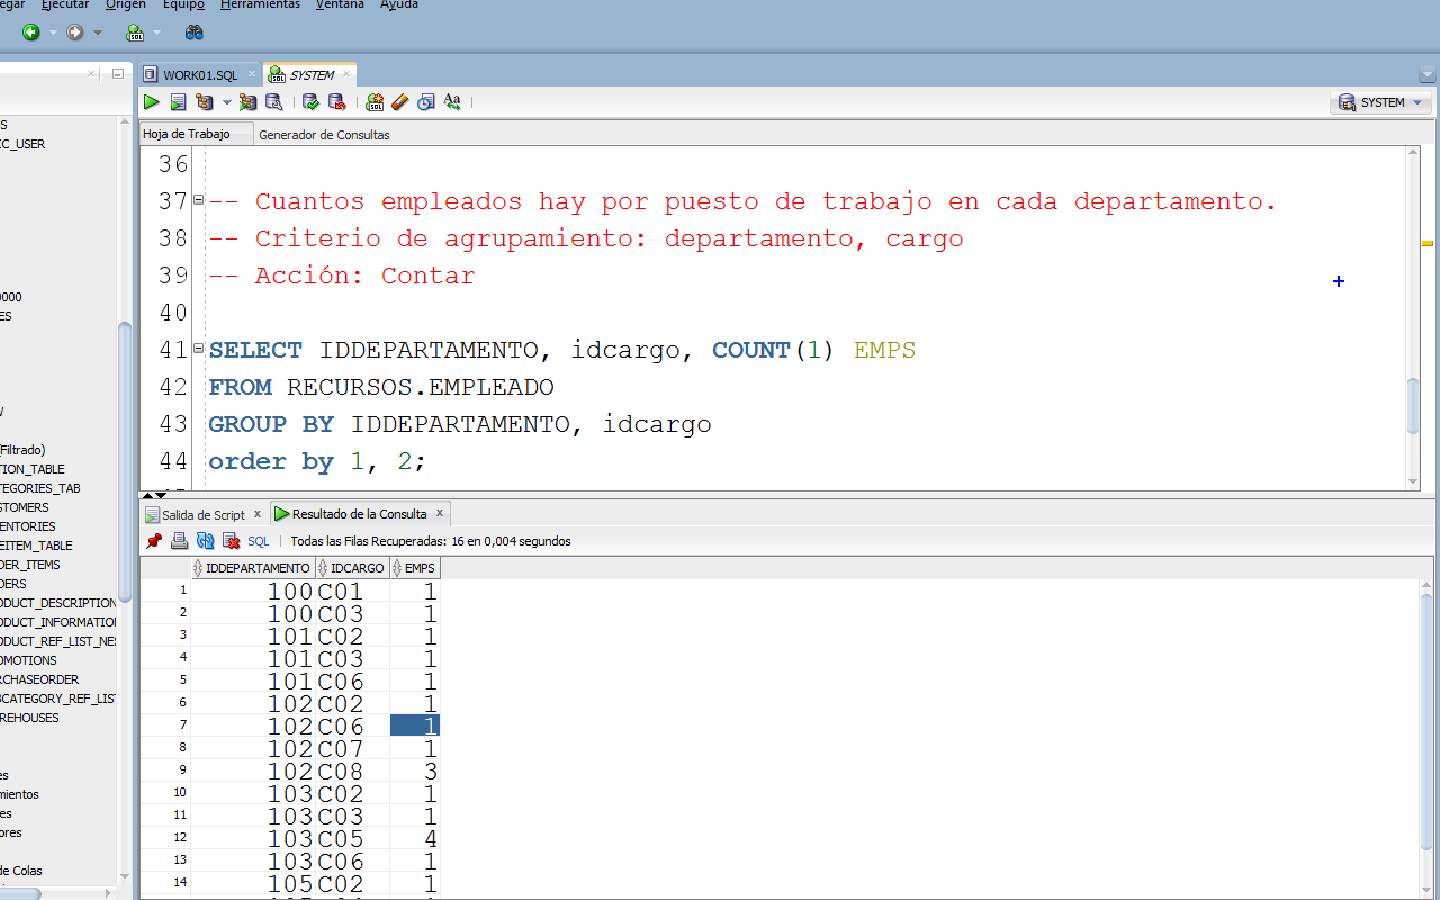 egar Ejecutar Origen Equipo Herramientas Ventana Ayuda
WORK01.SQL SYSTEM
SYSTEM
Hoja de Trabajo Generador de Consultas
36
37 -- Cuantos empleados hay por puesto de trabajo en cada departamento.
38 -- Criterio de agrupamiento: departamento, cargo
39 -- Acción: Contar
40
41 SELECT IDDEPARTAMENTO, idcargo, COUNT(1) EMPS
42 FROM RECURSOS.EMPLEADO
43 GROUP BY IDDEPARTAMENTO, idcargo
44 order by 1, 2;
Salida de Script Resultado de la Consulta
SQL Todas las Filas Recuperadas: 16 en 0,004 segundos
IDDEPARTAMENTO IDCARGO EMPS
1 100 C01 1
2 100 C03 1
3 101 C02 1
4 101 C03 1
5 101 C06 1
6 102 C02 1
7 102 C06 1
8 102 C07 1
9 102 C08 3
10 103 C02 1
11 103 C03 1
12 103 C05 4
13 103 C06 1
14 105 C02 1
S
C_USER
0000
ES
(Filtrado)
TION_TABLE
TEGORIES_TAB
STOMERS
ENTORIES
EITEM_TABLE
DER_ITEMS
DERS
ODUCT_DESCRIPTION
ODUCT_INFORMATIO
ODUCT_REF_LIST_NE
OMOTIONS
RCHASEORDER
BCATEGORY_REF_LIS
REHOUSES
es
mientos
es
ores
de Colas